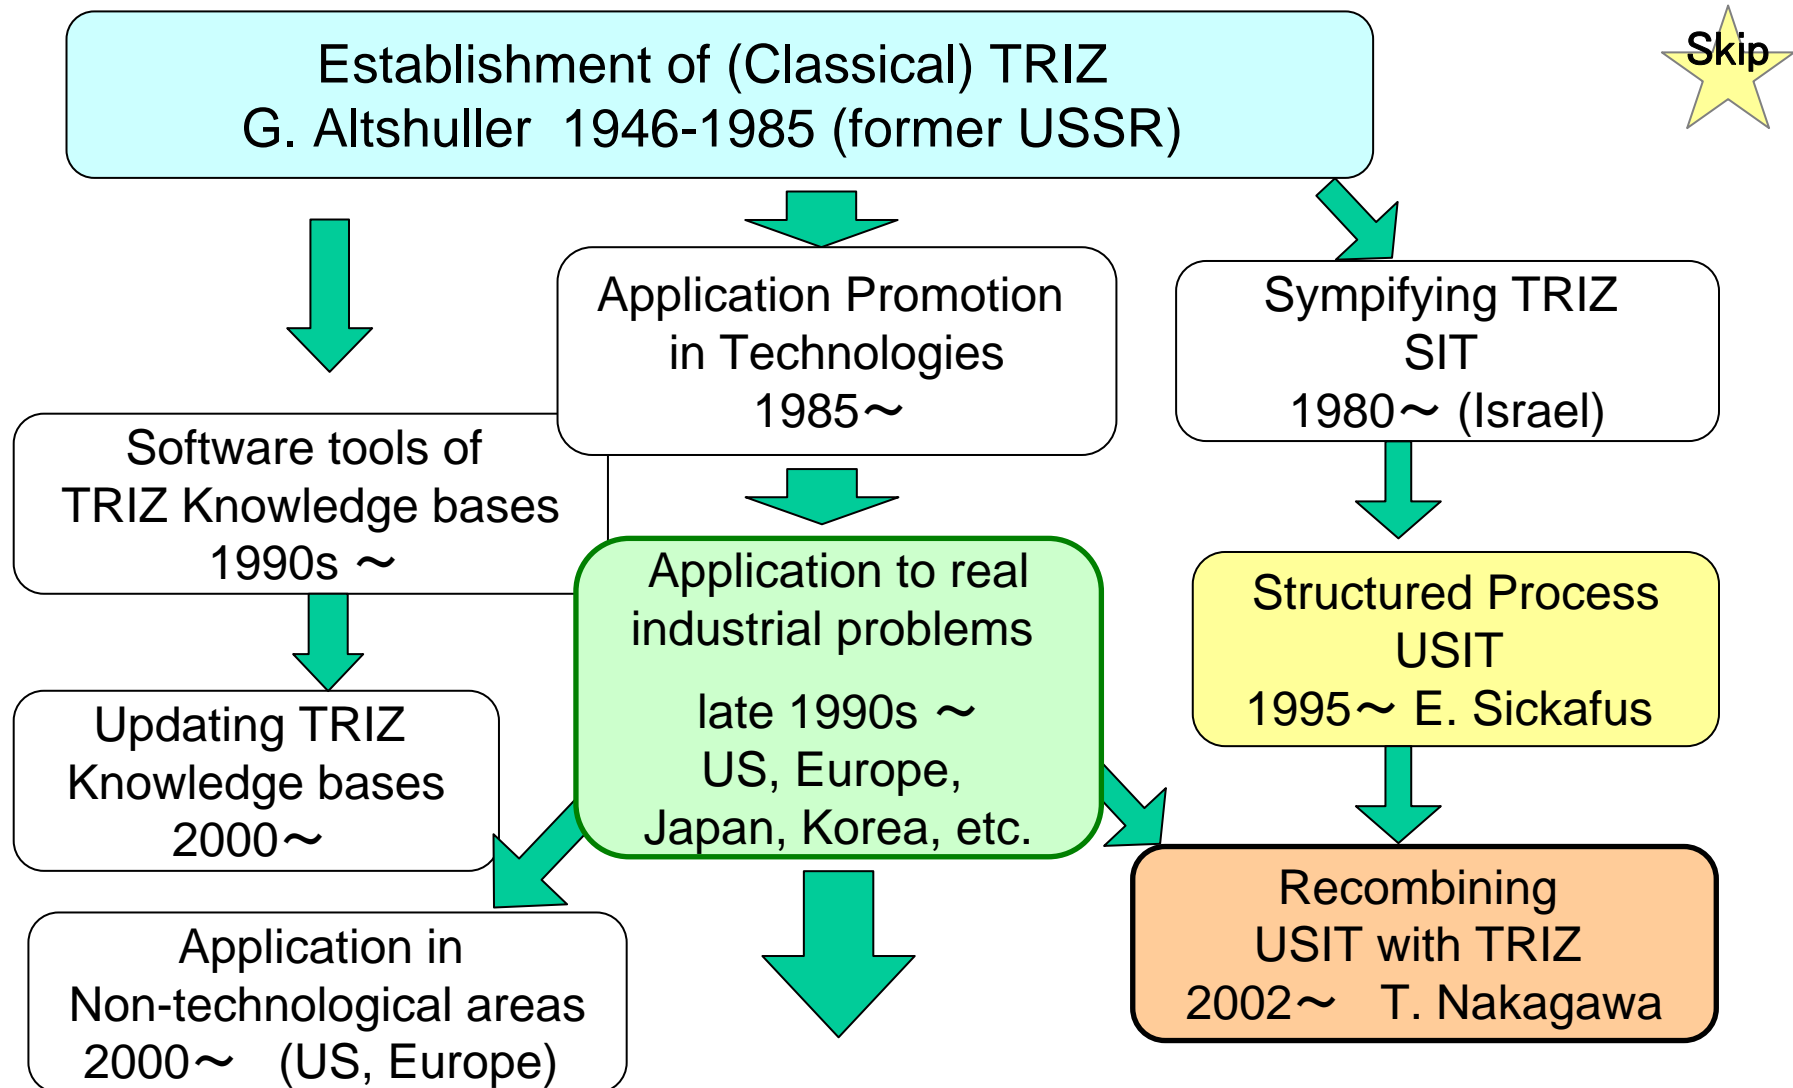 Establishment of (Classical) TRIZ
G. Altshuller 1946-1985 (former USSR)
Skip
Application Promotion
in Technologies
1985～
Sympifying TRIZ
SIT
1980～ (Israel)
Software tools of
TRIZ Knowledge bases
1990s ～
Application to real
industrial problems
late 1990s ～
US, Europe,
Japan, Korea, etc.
Structured Process
USIT
1995～ E. Sickafus
Updating TRIZ
Knowledge bases
2000～
Recombining
USIT with TRIZ
2002～ T. Nakagawa
Application in
Non-technological areas
2000～ (US, Europe)